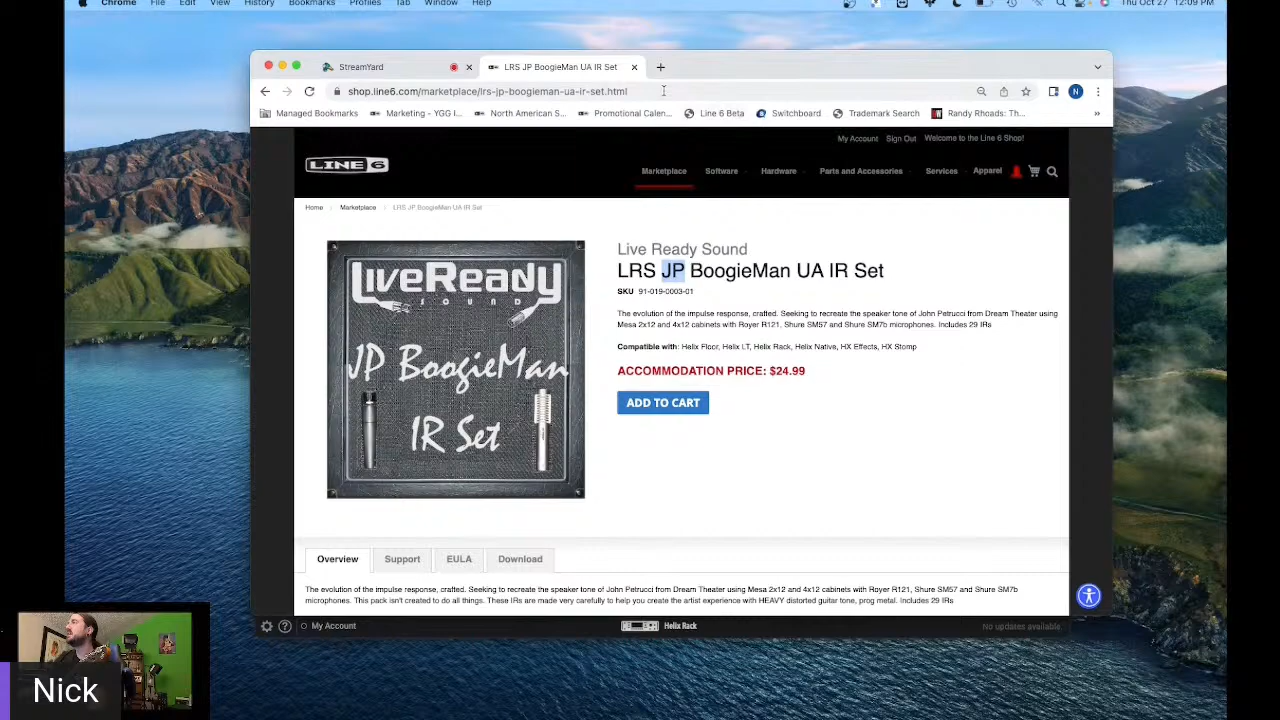 Chrome File Edit View History Bookmarks Profiles Tab Window Help Thu Oct 27 12:09 PM
StreamYard LRS JP BoogieMan UA IR Set
shop.line6.com/marketplace/lrs-jp-boogieman-ua-ir-set.html N
Managed Bookmarks Marketing - YGG I... North American S... Promotional Calen... Line 6 Beta Switchboard Trademark Search Randy Rhoads: Th... »
My Account Sign Out Welcome to the Line 6 Shop!
LINE 6 Marketplace Software Hardware Parts and Accessories Services Apparel
Home Marketplace LRS JP BoogieMan UA IR Set
LiveReady
SOUND
JP BoogieMan
IR Set
Live Ready Sound
LRS JP BoogieMan UA IR Set
SKU 91-019-0003-01
The evolution of the impulse response, crafted. Seeking to recreate the speaker tone of John Petrucci from Dream Theater using
Mesa 2x12 and 4x12 cabinets with Royer R121, Shure SM57 and Shure SM7b microphones. Includes 29 IRs
Compatible with: Helix Floor, Helix LT, Helix Rack, Helix Native, HX Effects, HX Stomp
ACCOMMODATION PRICE: $24.99
ADD TO CART
Overview Support EULA Download
The evolution of the impulse response, crafted. Seeking to recreate the speaker tone of John Petrucci from Dream Theater using Mesa 2x12 and 4x12 cabinets with Royer R121, Shure SM57 and Shure SM7b
microphones. This pack isn't created to do all things. These IRs are made very carefully to help you create the artist experience with HEAVY distorted guitar tone, prog metal. Includes 29 IRs
My Account Helix Rack No updates available.
Nick